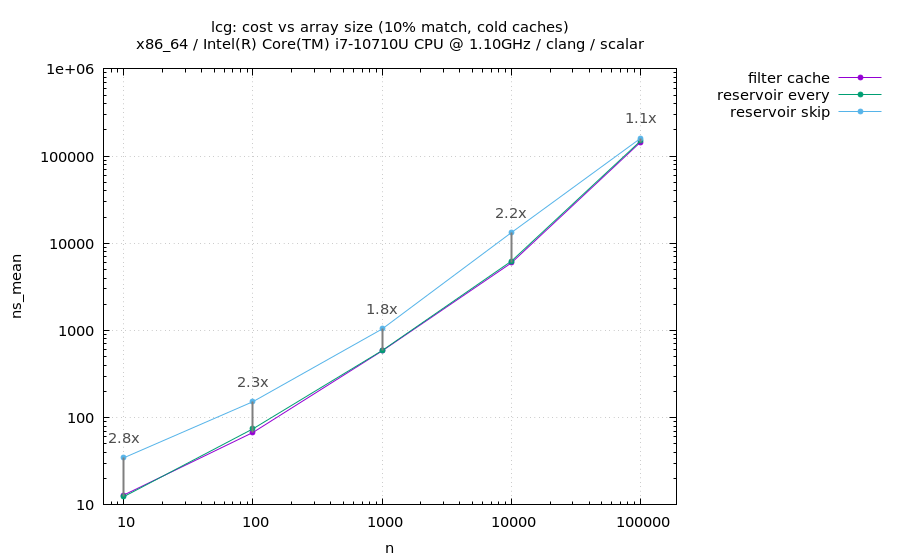 lcg: cost vs array size (10% match, cold caches)
x86_64 / Intel(R) Core(TM) i7-10710U CPU @ 1.10GHz / clang / scalar
filter cache
reservoir every
reservoir skip
1e+06
100000
10000
1000
100
10
ns_mean
2.8x
2.3x
1.8x
2.2x
1.1x
10
100
1000
10000
100000
n